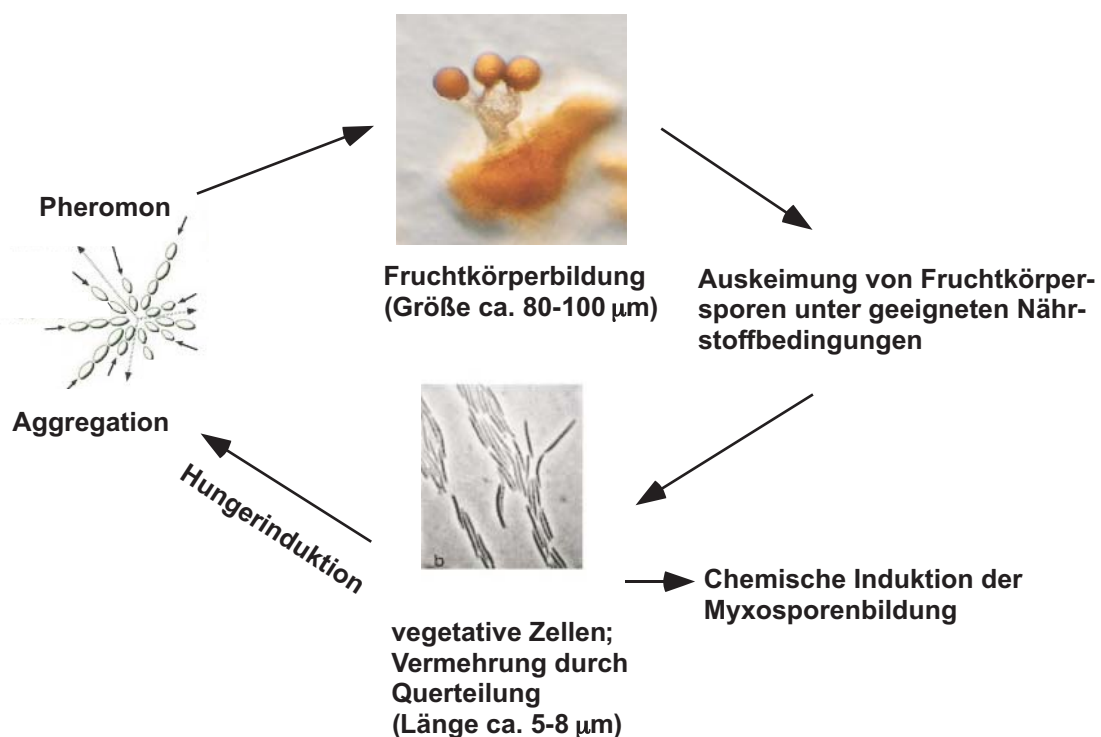 Pheromon
Aggregation
Fruchtkörperbildung
(Größe ca. 80-100 μm)
Auskeimung von Fruchtkörper-
sporen unter geeigneten Nähr-
stoffbedingungen
Hungerinduktion
b
vegetative Zellen;
Vermehrung durch
Querteilung
(Länge ca. 5-8 μm)
Chemische Induktion der
Myxosporenbildung